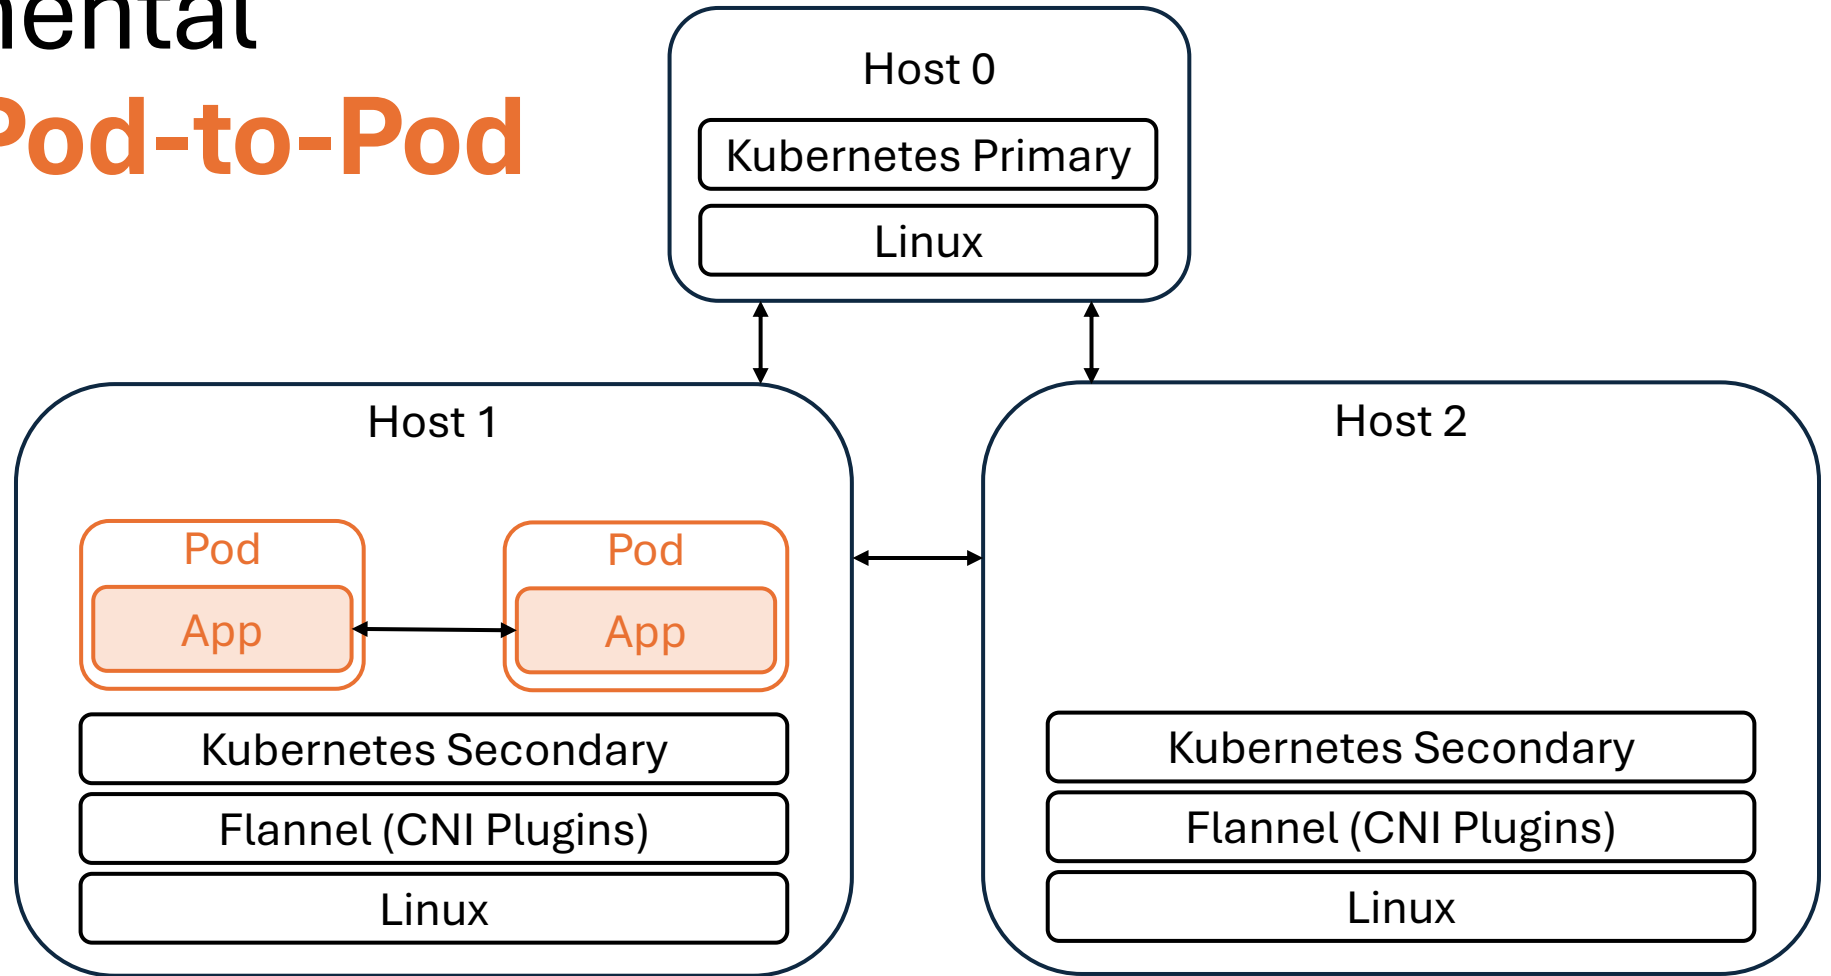 Pod-to-Pod
Host 0
Kubernetes Primary
Linux
Host 1
Pod
App
Pod
App
Kubernetes Secondary
Flannel (CNI Plugins)
Linux
Host 2
Kubernetes Secondary
Flannel (CNI Plugins)
Linux